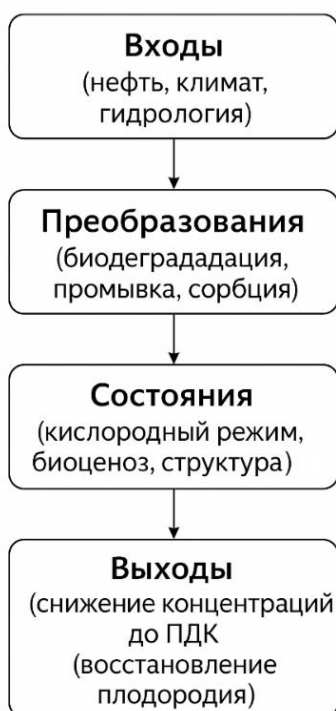 Входы
(нефть, климат,
гидрология)
Преобразования
(биодеградадация,
промывка, сорбция)
Состояния
(кислородный режим,
биоценоз, структура)
Выходы
(снижение концентраций
до ПДК
(восстановление
плодородия)